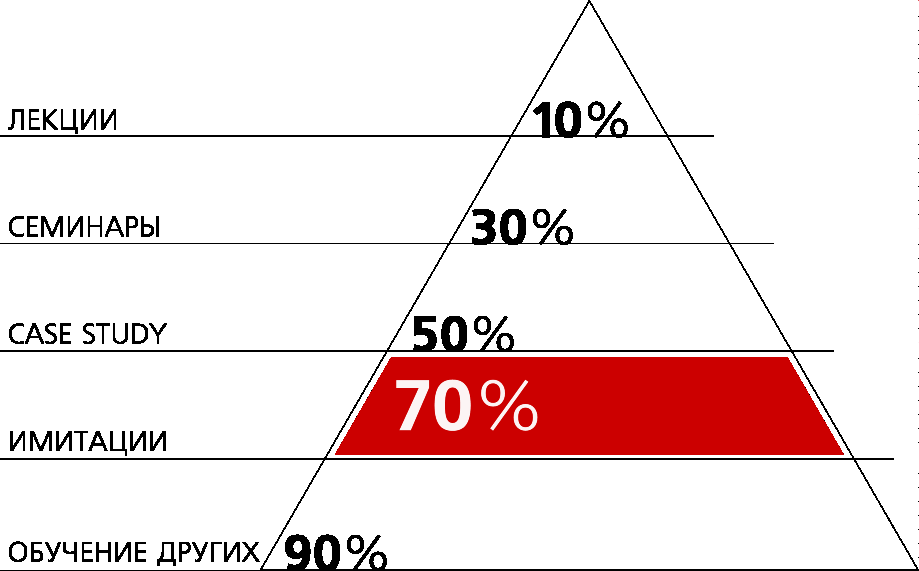 ЛЕКЦИИ 10%
СЕМИНАРЫ 30%
CASE STUDY 50%
70%
ИМИТАЦИИ
ОБУЧЕНИЕ ДРУГИХ 90%